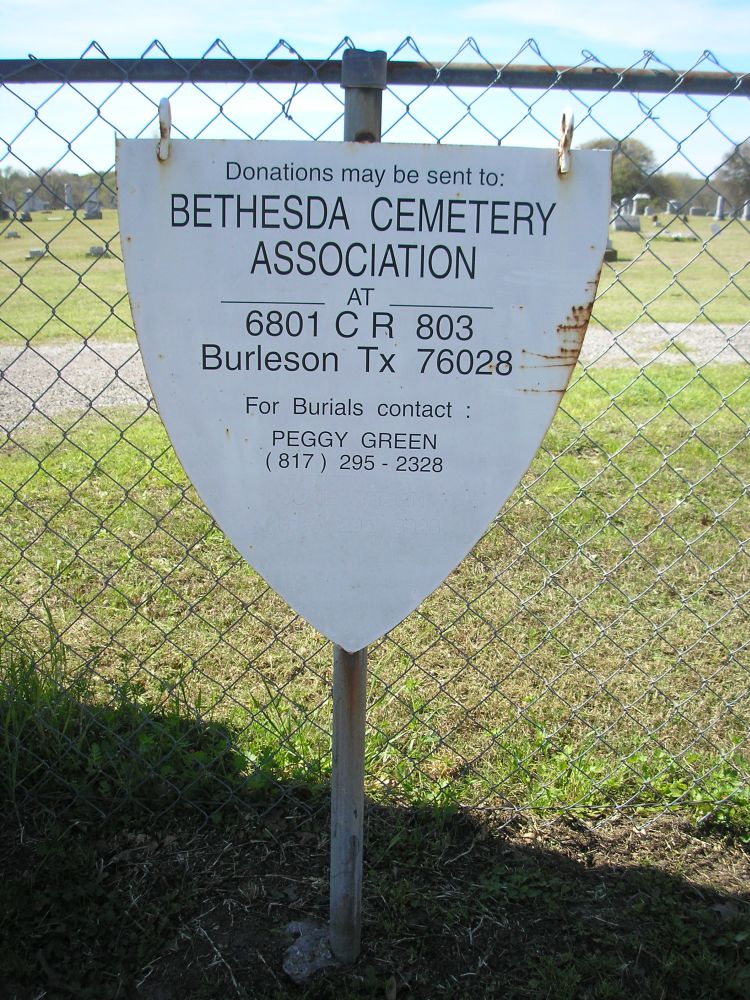 Donations may be sent to:
BETHESDA CEMETERY
ASSOCIATION
AT
6801 C R 803
Burleson Tx 76028
For Burials contact :
PEGGY GREEN
( 817 ) 295 - 2328